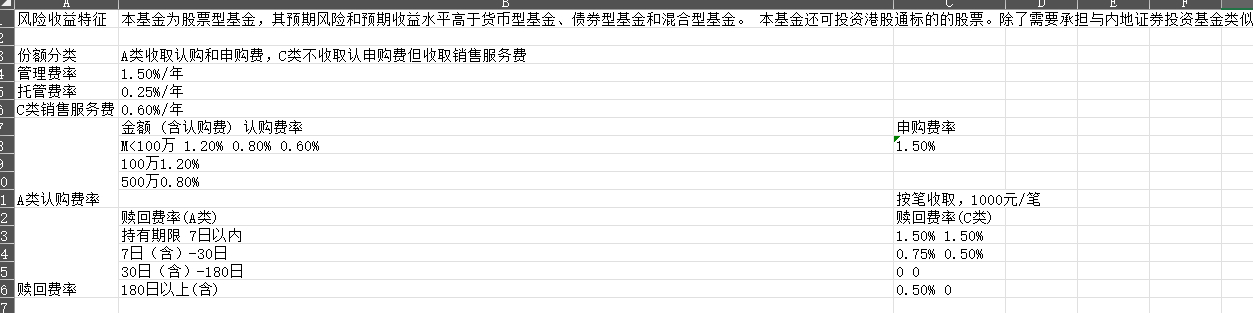 A B C D E F
1 风险收益特征 本基金为股票型基金，其预期风险和预期收益水平高于货币型基金、债券型基金和混合型基金。 本基金还可投资港股通标的的股票。除了需要承担与内地证券投资基金类似
2
3 份额分类 A类收取认购和申购费，C类不收取认申购费但收取销售服务费
4 管理费率 1.50%/年
5 托管费率 0.25%/年
6 C类销售服务费 0.60%/年
7 金额 (含认购费) 认购费率 申购费率
8 M<100万 1.20% 0.80% 0.60% 1.50%
9 100万1.20%
0 500万0.80%
1 A类认购费率 按笔收取，1000元/笔
2 赎回费率(A类) 赎回费率(C类)
3 持有期限 7日以内 1.50% 1.50%
4 7日（含）-30日 0.75% 0.50%
5 30日（含）-180日 0 0
6 赎回费率 180日以上(含) 0.50% 0
7